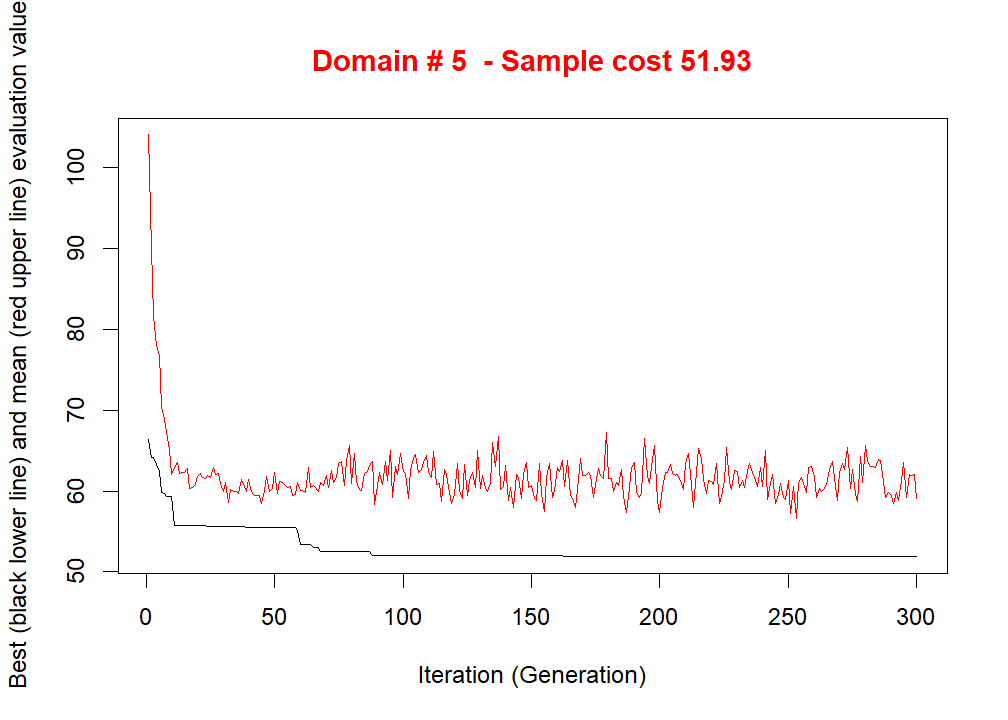 Domain # 5  - Sample cost 51.93
Best (black lower line) and mean (red upper line) evaluation value
100
90
80
70
60
50
0 50 100 150 200 250 300
Iteration (Generation)